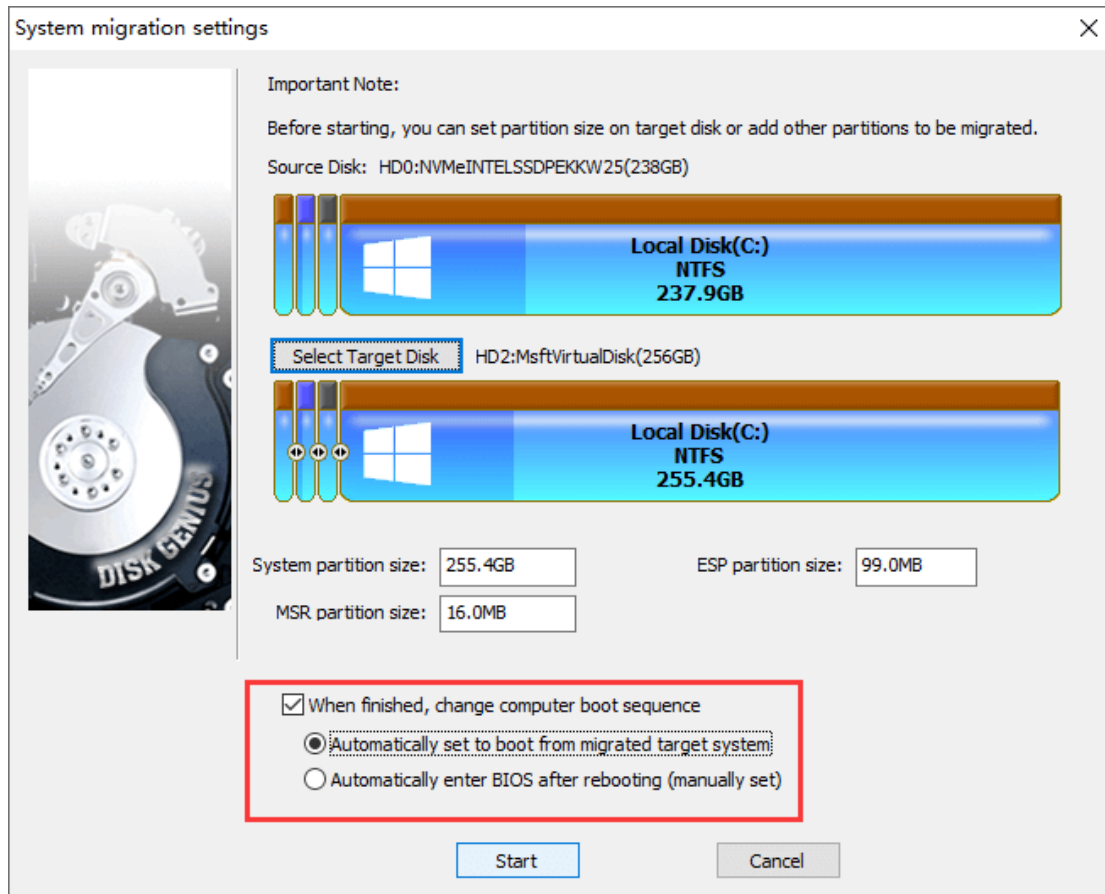 System migration settings
Important Note:
Before starting, you can set partition size on target disk or add other partitions to be migrated.
Source Disk: HD0:NVMeINTELSSDPEKKW25(238GB)
Local Disk(C:)
NTFS
237.9GB
Select Target Disk HD2:MsftVirtualDisk(256GB)
Local Disk(C:)
NTFS
255.4GB
DISK GENIUS
System partition size: 255.4GB ESP partition size: 99.0MB
MSR partition size: 16.0MB
When finished, change computer boot sequence
Automatically set to boot from migrated target system
Automatically enter BIOS after rebooting (manually set)
Start Cancel